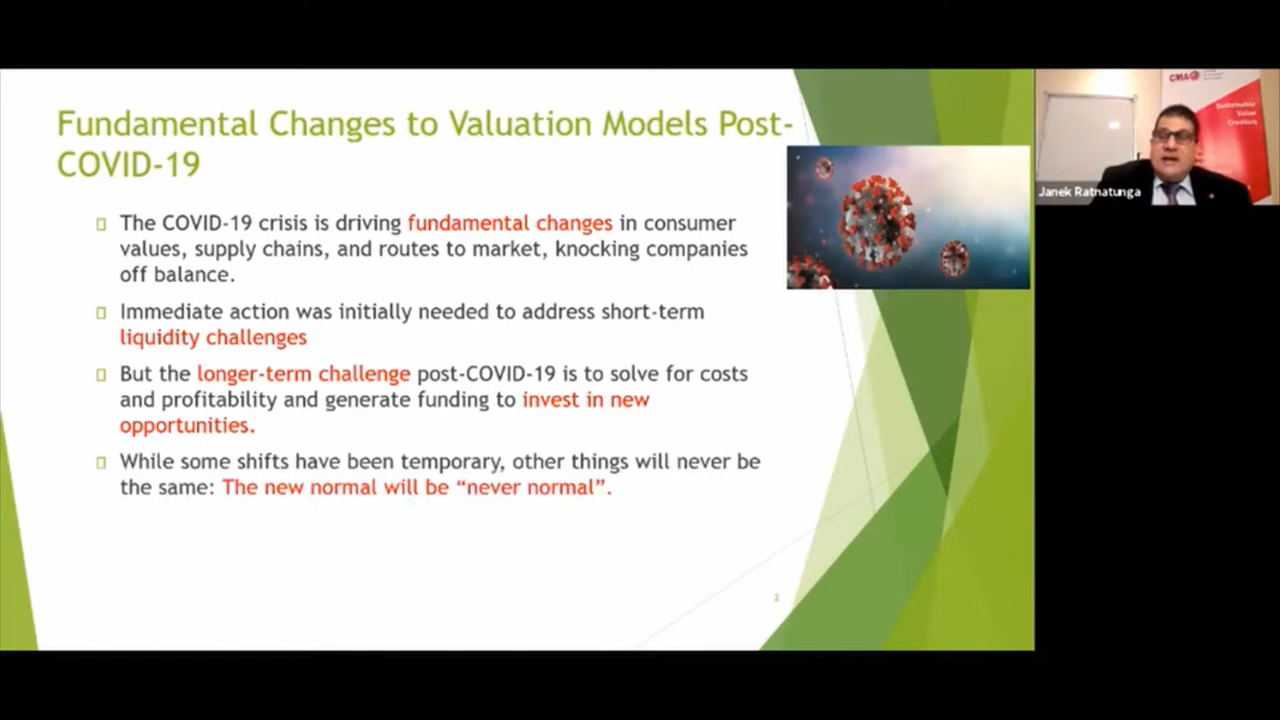 Fundamental Changes to Valuation Models Post-
COVID-19
The COVID-19 crisis is driving fundamental changes in consumer
values, supply chains, and routes to market, knocking companies
off balance.
Immediate action was initially needed to address short-term
liquidity challenges
But the longer-term challenge post-COVID-19 is to solve for costs
and profitability and generate funding to invest in new
opportunities.
While some shifts have been temporary, other things will never be
the same: The new normal will be “never normal”.
2
CMA
Sustainable
Value
Creators
Janek Ratnatunga